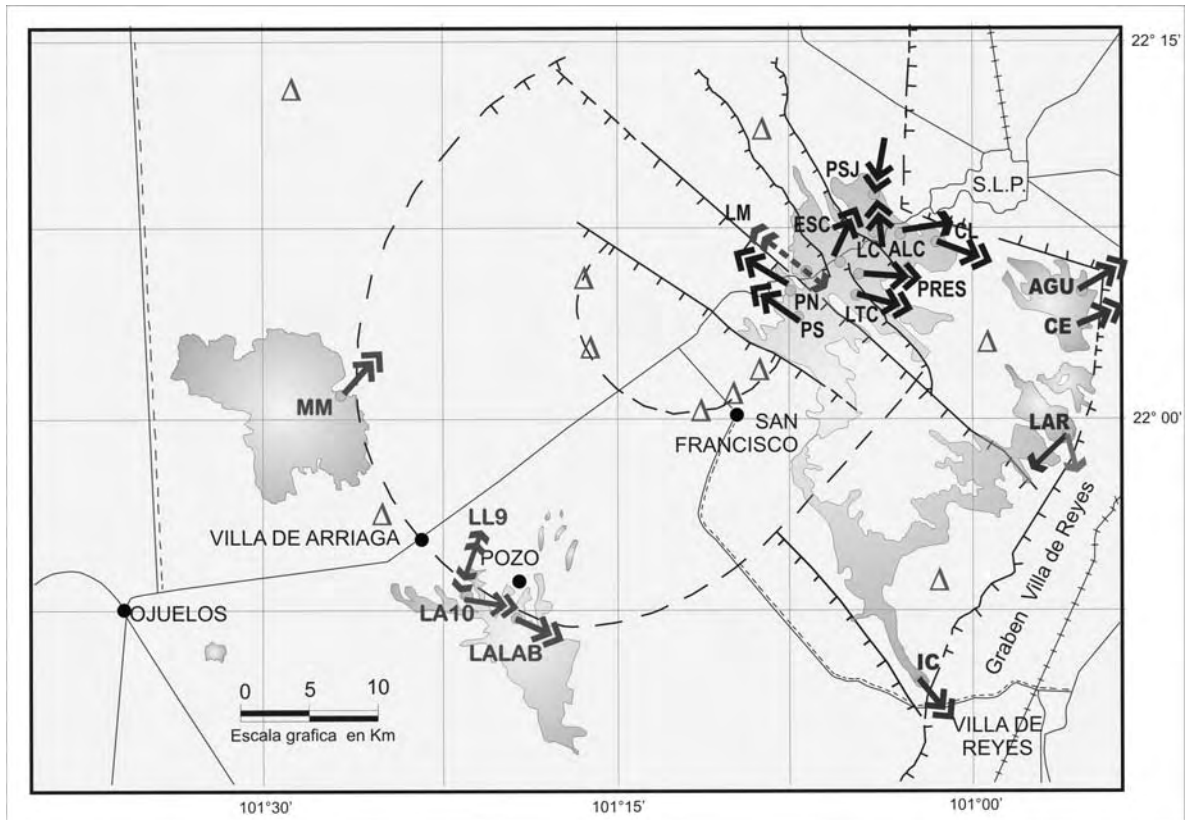 22° 15'
PSJ
S.L.P.
LM
ESC
LC
ALC
CL
PRES
AGU
PN
LTC
PS
CE
MM
SAN
FRANCISCO
22° 00'
LAR
LL9
VILLA DE ARRIAGA
POZO
OJUELOS
LA10
LALAB
Graben Villa de Reyes
IC
0 5 10
Escala grafica en Km
VILLA DE
REYES
101°30'
101°15'
101°00'